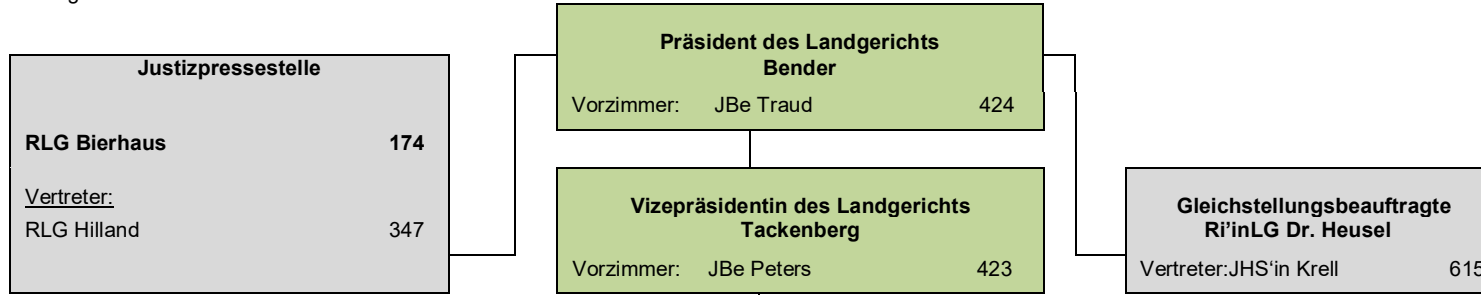 Justizpressestelle
RLG Bierhaus 174
Vertreter:
RLG Hilland 347
Präsident des Landgerichts
Bender
Vorzimmer: JBe Traud 424
Vizepräsidentin des Landgerichts
Tackenberg
Vorzimmer: JBe Peters 423
Gleichstellungsbeauftragte
Ri'inLG Dr. Heusel
Vertreter:JHS‘in Krell 615